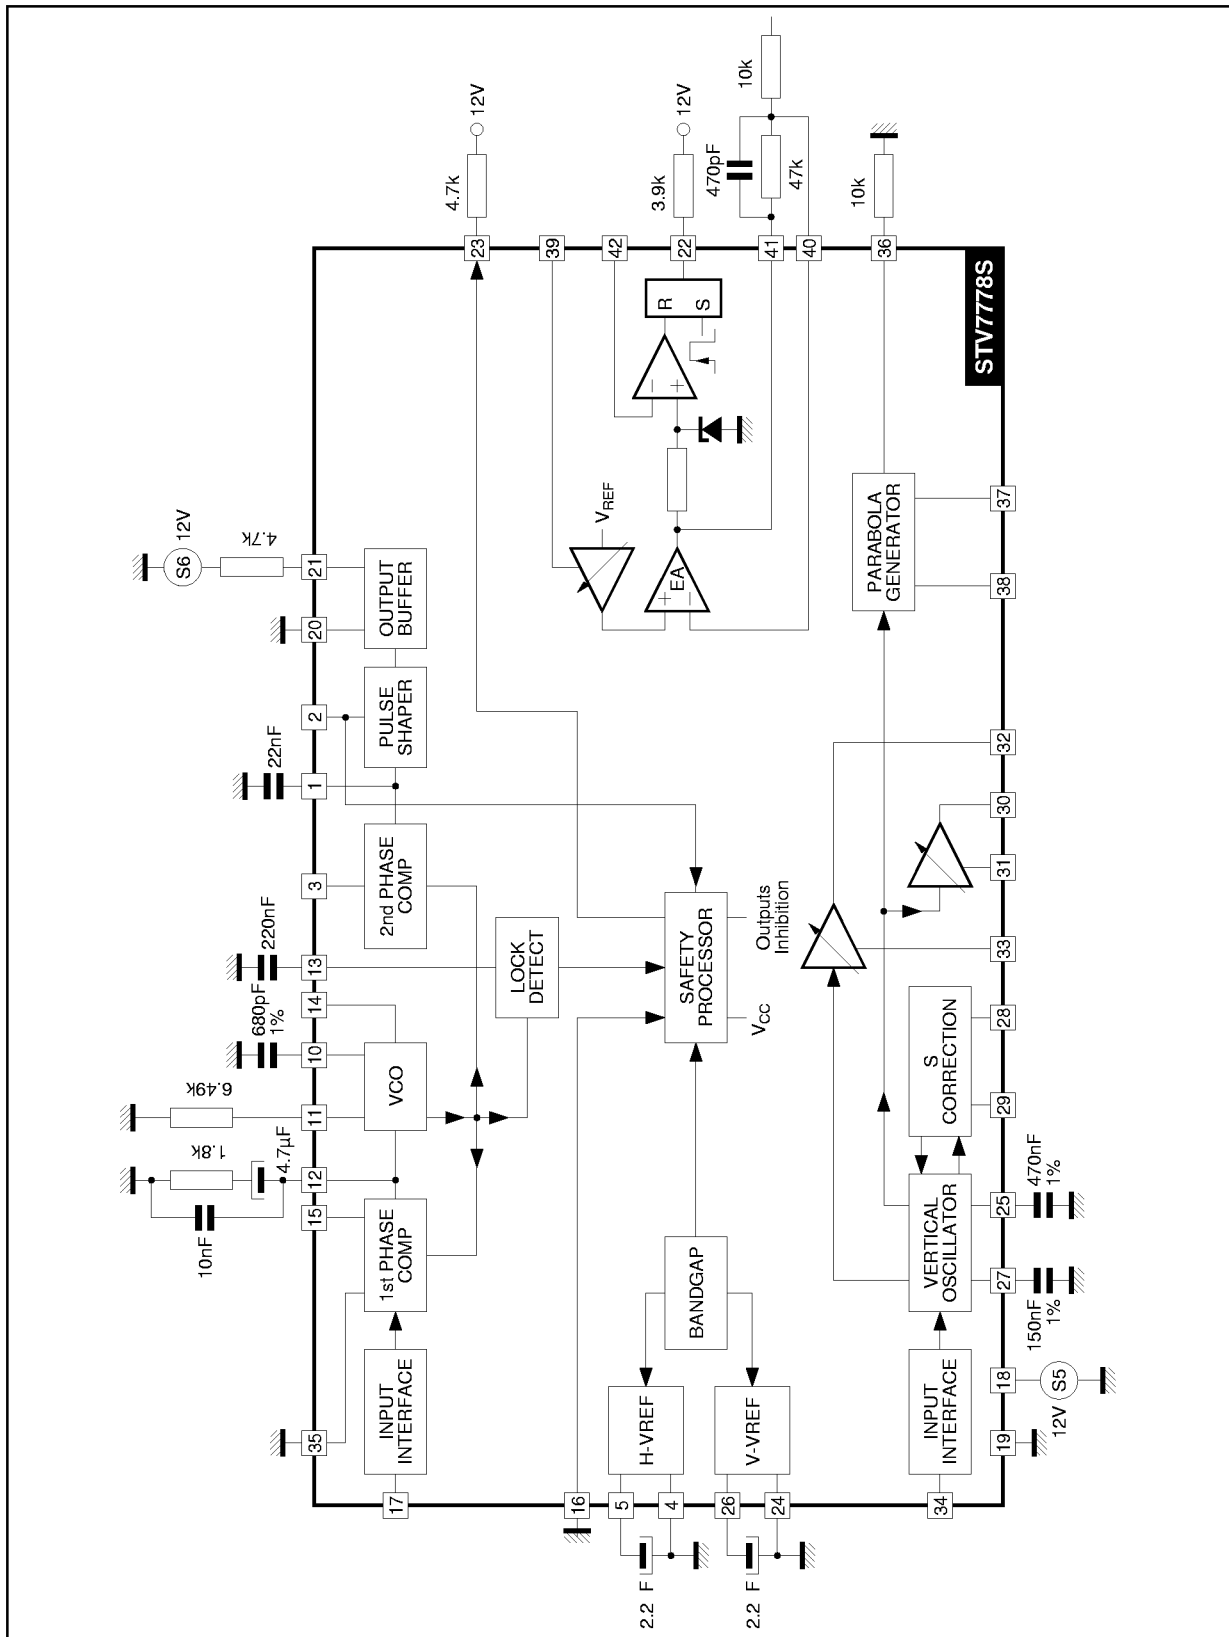 S6
12V
4.7k
21
20
2
22nF
1
3
220nF
13
14
680pF
1%
10
6.49k
11
1.8k
4.7µF
12
10nF
15
35
OUTPUT
BUFFER
PULSE
SHAPER
2nd PHASE
COMP
VCO
1st PHASE
COMP
INPUT
INTERFACE
17
LOCK
DETECT
4.7k
12V
23
39
42
3.9k
12V
22
470pF
47k
10k
41
40
10k
36
R
S
VREF
EA
+
−
+
−
SAFETY
PROCESSOR
Outputs
Inhibition
VCC
BANDGAP
H-VREF
V-VREF
16
5
4
26
24
2.2 F
2.2 F
PARABOLA
GENERATOR
S
CORRECTION
VERTICAL
OSCILLATOR
INPUT
INTERFACE
34
37
38
32
30
31
33
28
29
470nF
1%
25
27
150nF
1%
18
S5
12V
19
STV7778S